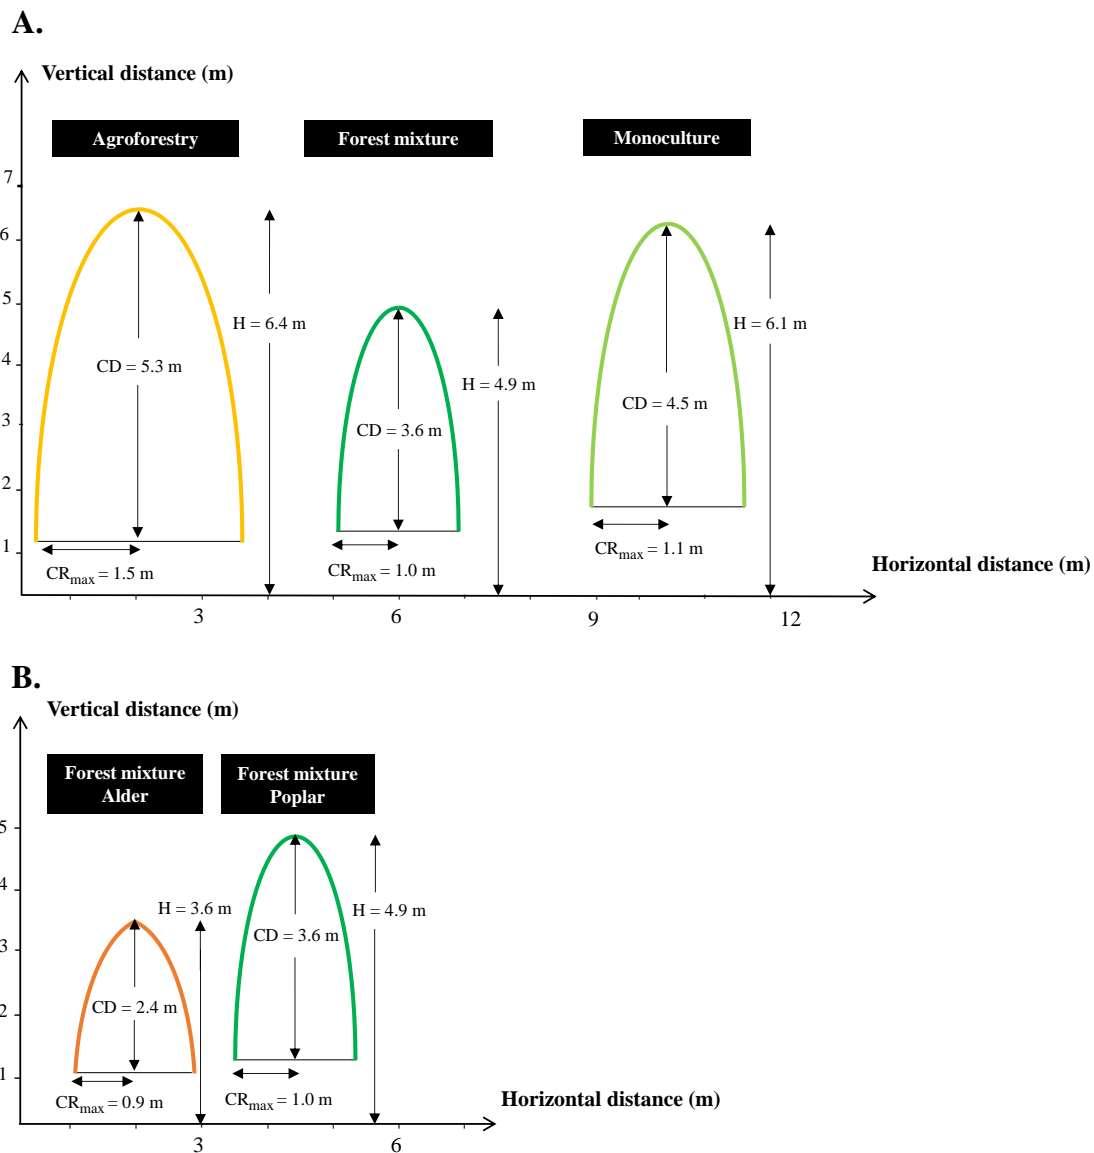 A.
Vertical distance (m)
Agroforestry
Forest mixture
Monoculture
7
6
5
4
3
2
1
H = 6.4 m
CD = 5.3 m
CRmax = 1.5 m
H = 4.9 m
CD = 3.6 m
CRmax = 1.0 m
H = 6.1 m
CD = 4.5 m
CRmax = 1.1 m
Horizontal distance (m)
3 6 9 12
B.
Vertical distance (m)
Forest mixture
Alder
Forest mixture
Poplar
5
4
3
2
1
H = 3.6 m
CD = 2.4 m
CRmax = 0.9 m
H = 4.9 m
CD = 3.6 m
CRmax = 1.0 m
Horizontal distance (m)
3 6